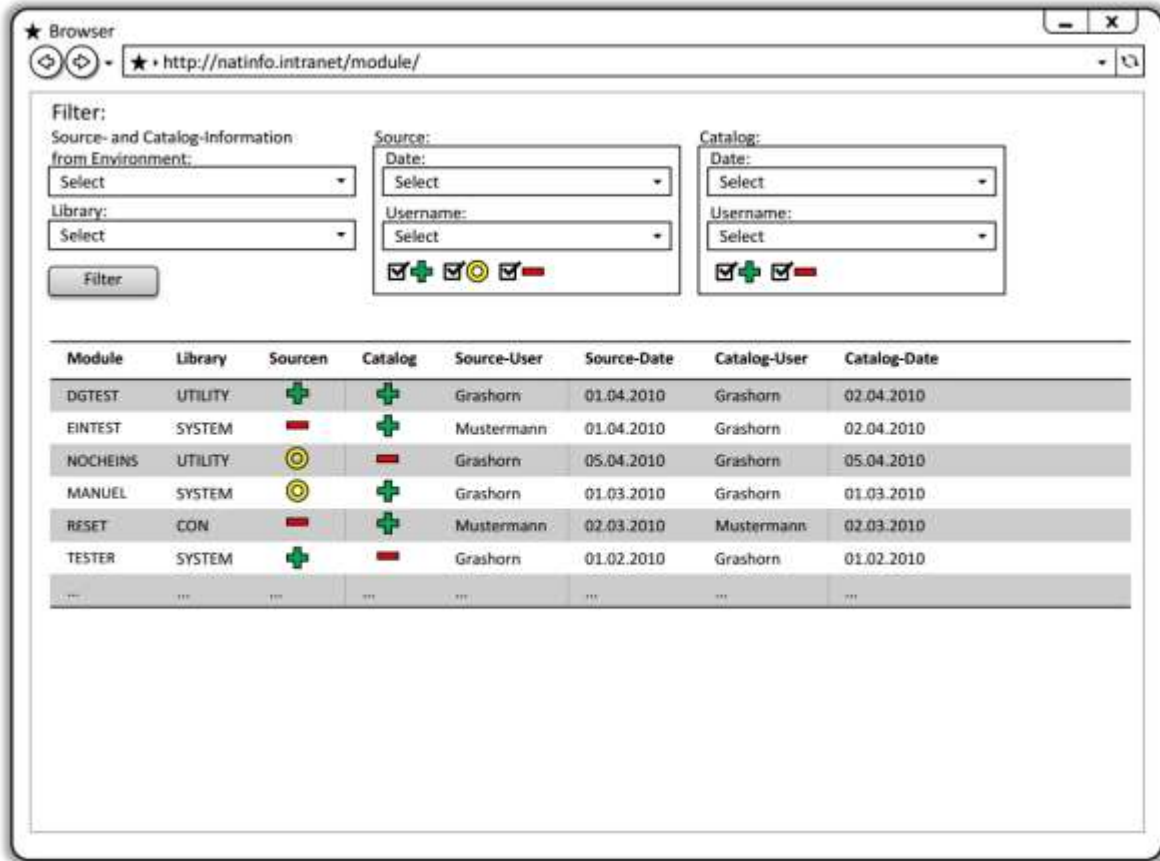 Browser
http://natinfo.intranet/module/
Filter:
Source- and Catalog-Information
from Environment:
Select
Library:
Select
Filter
Source:
Date:
Select
Username:
Select
Catalog:
Date:
Select
Username:
Select
Module Library Sourcen Catalog Source-User Source-Date Catalog-User Catalog-Date
DGTEST UTILITY Grashorn 01.04.2010 Grashorn 02.04.2010
EINTEST SYSTEM Mustermann 01.04.2010 Grashorn 02.04.2010
NOCHEINS UTILITY Grashorn 05.04.2010 Grashorn 05.04.2010
MANUEL SYSTEM Grashorn 01.03.2010 Grashorn 01.03.2010
RESET CON Mustermann 02.03.2010 Mustermann 02.03.2010
TESTER SYSTEM Grashorn 01.02.2010 Grashorn 01.02.2010
... ... ... ... ... ... ... ...